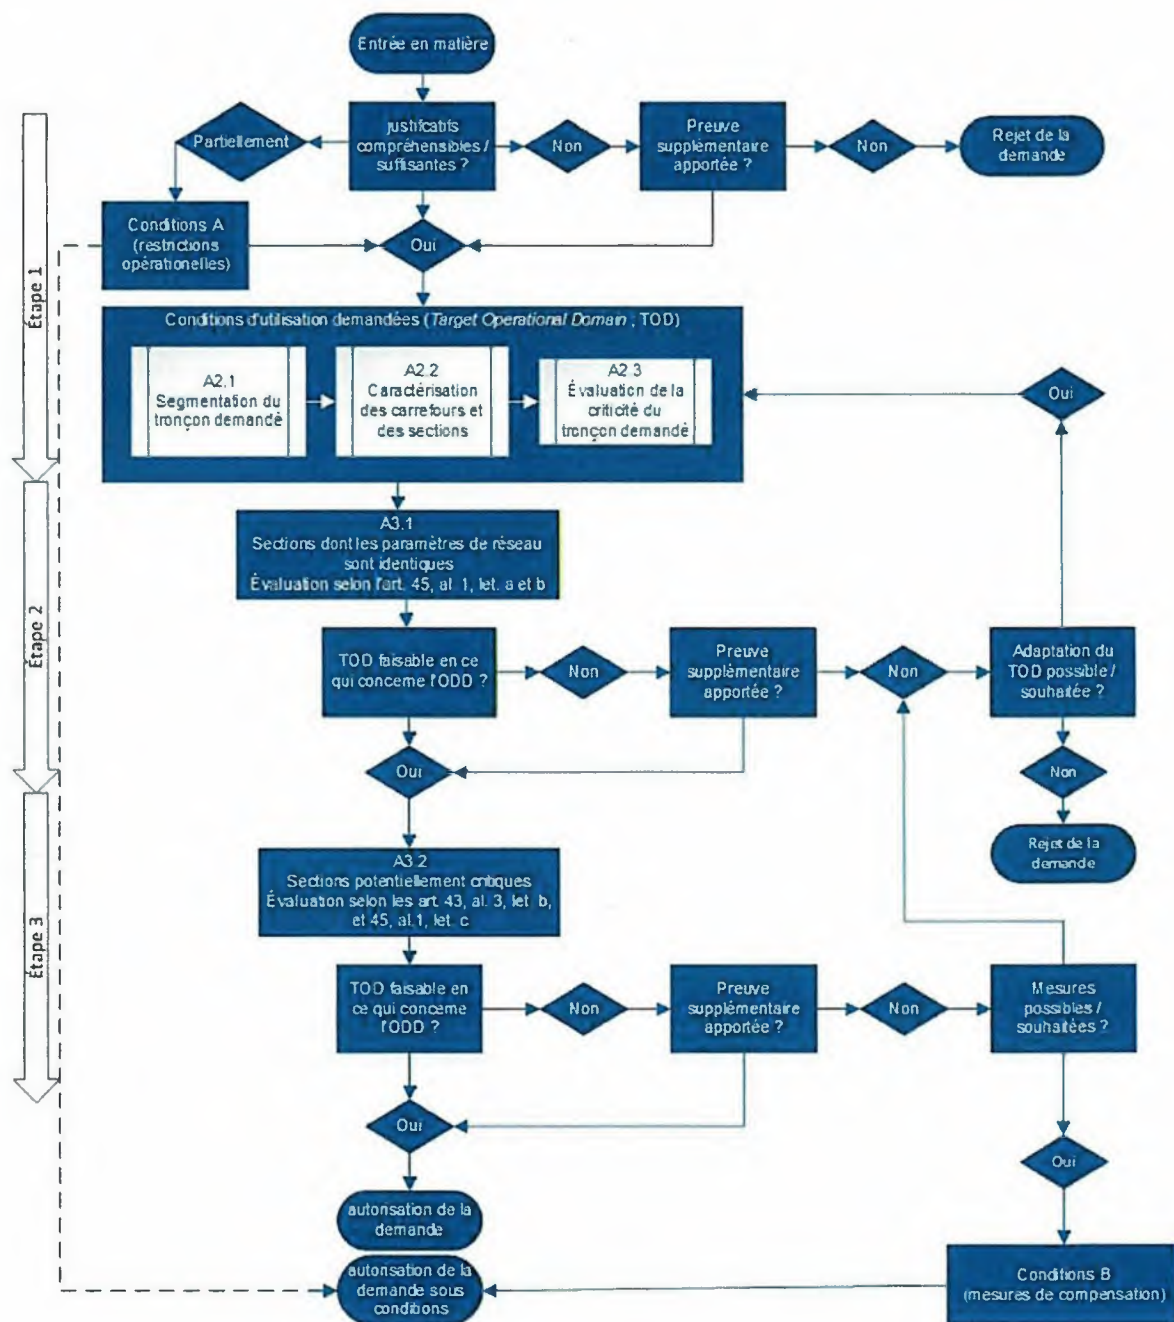 Entrée en matière
Partiellement
justifcatifs
compréhensibles /
suffisantes ?
Non
Preuve
supplémentaire
apportée ?
Non
Rejet de la
demande
Conditions A
(restrictions
opérationelles)
Oui
Étape 1
Conditions d'utilisation demandées (Target Operational Domain ; TOD)
A2.1
Segmentation du
tronçon demandé
A2.2
Caractérisation
des carrefours et
des sections
A2.3
Évaluation de la
criticité du
tronçon demandé
Oui
A3.1
Sections dont les paramètres de réseau
sont identiques
Évaluation selon l'art. 45, al. 1, let. a et b
Étape 2
TOD faisable en ce
qui concerne l'ODD ?
Non
Preuve
supplémentaire
apportée ?
Non
Adaptation du
TOD possible /
souhaitée ?
Oui
Non
Rejet de la
demande
A3.2
Sections potentiellement critiques
Évaluation selon les art. 43, al. 3, let. b,
et 45, al. 1, let. c
Étape 3
TOD faisable en
ce qui concerne
l'ODD ?
Non
Preuve
supplémentaire
apportée ?
Non
Mesures
possibles /
souhaitées ?
Oui
Oui
autorisation de la
demande
autorisation de la
demande sous
conditions
Conditions B
(mesures de compensation)